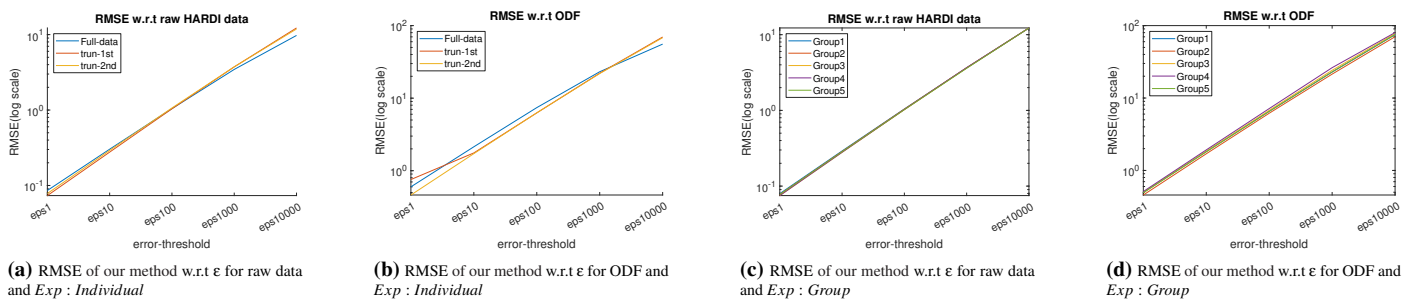 RMSE w.r.t raw HARDI data
10^1
10^0
10^-1
RMSE(log scale)
Full-data
trun-1st
trun-2nd
eps1
eps10
eps100
eps1000
eps10000
error-threshold
(a) RMSE of our method w.r.t ε for raw data
and Exp : Individual
RMSE w.r.t ODF
10^2
10^1
10^0
RMSE(log scale)
Full-data
trun-1st
trun-2nd
eps1
eps10
eps100
eps1000
eps10000
error-threshold
(b) RMSE of our method w.r.t ε for ODF and
Exp : Individual
RMSE w.r.t raw HARDI data
10^1
10^0
10^-1
RMSE(log scale)
Group1
Group2
Group3
Group4
Group5
eps1
eps10
eps100
eps1000
eps10000
error-threshold
(c) RMSE of our method w.r.t ε for raw data
and Exp : Group
RMSE w.r.t ODF
10^2
10^1
10^0
RMSE(log scale)
Group1
Group2
Group3
Group4
Group5
eps1
eps10
eps100
eps1000
eps10000
error-threshold
(d) RMSE of our method w.r.t ε for ODF and
Exp : Group